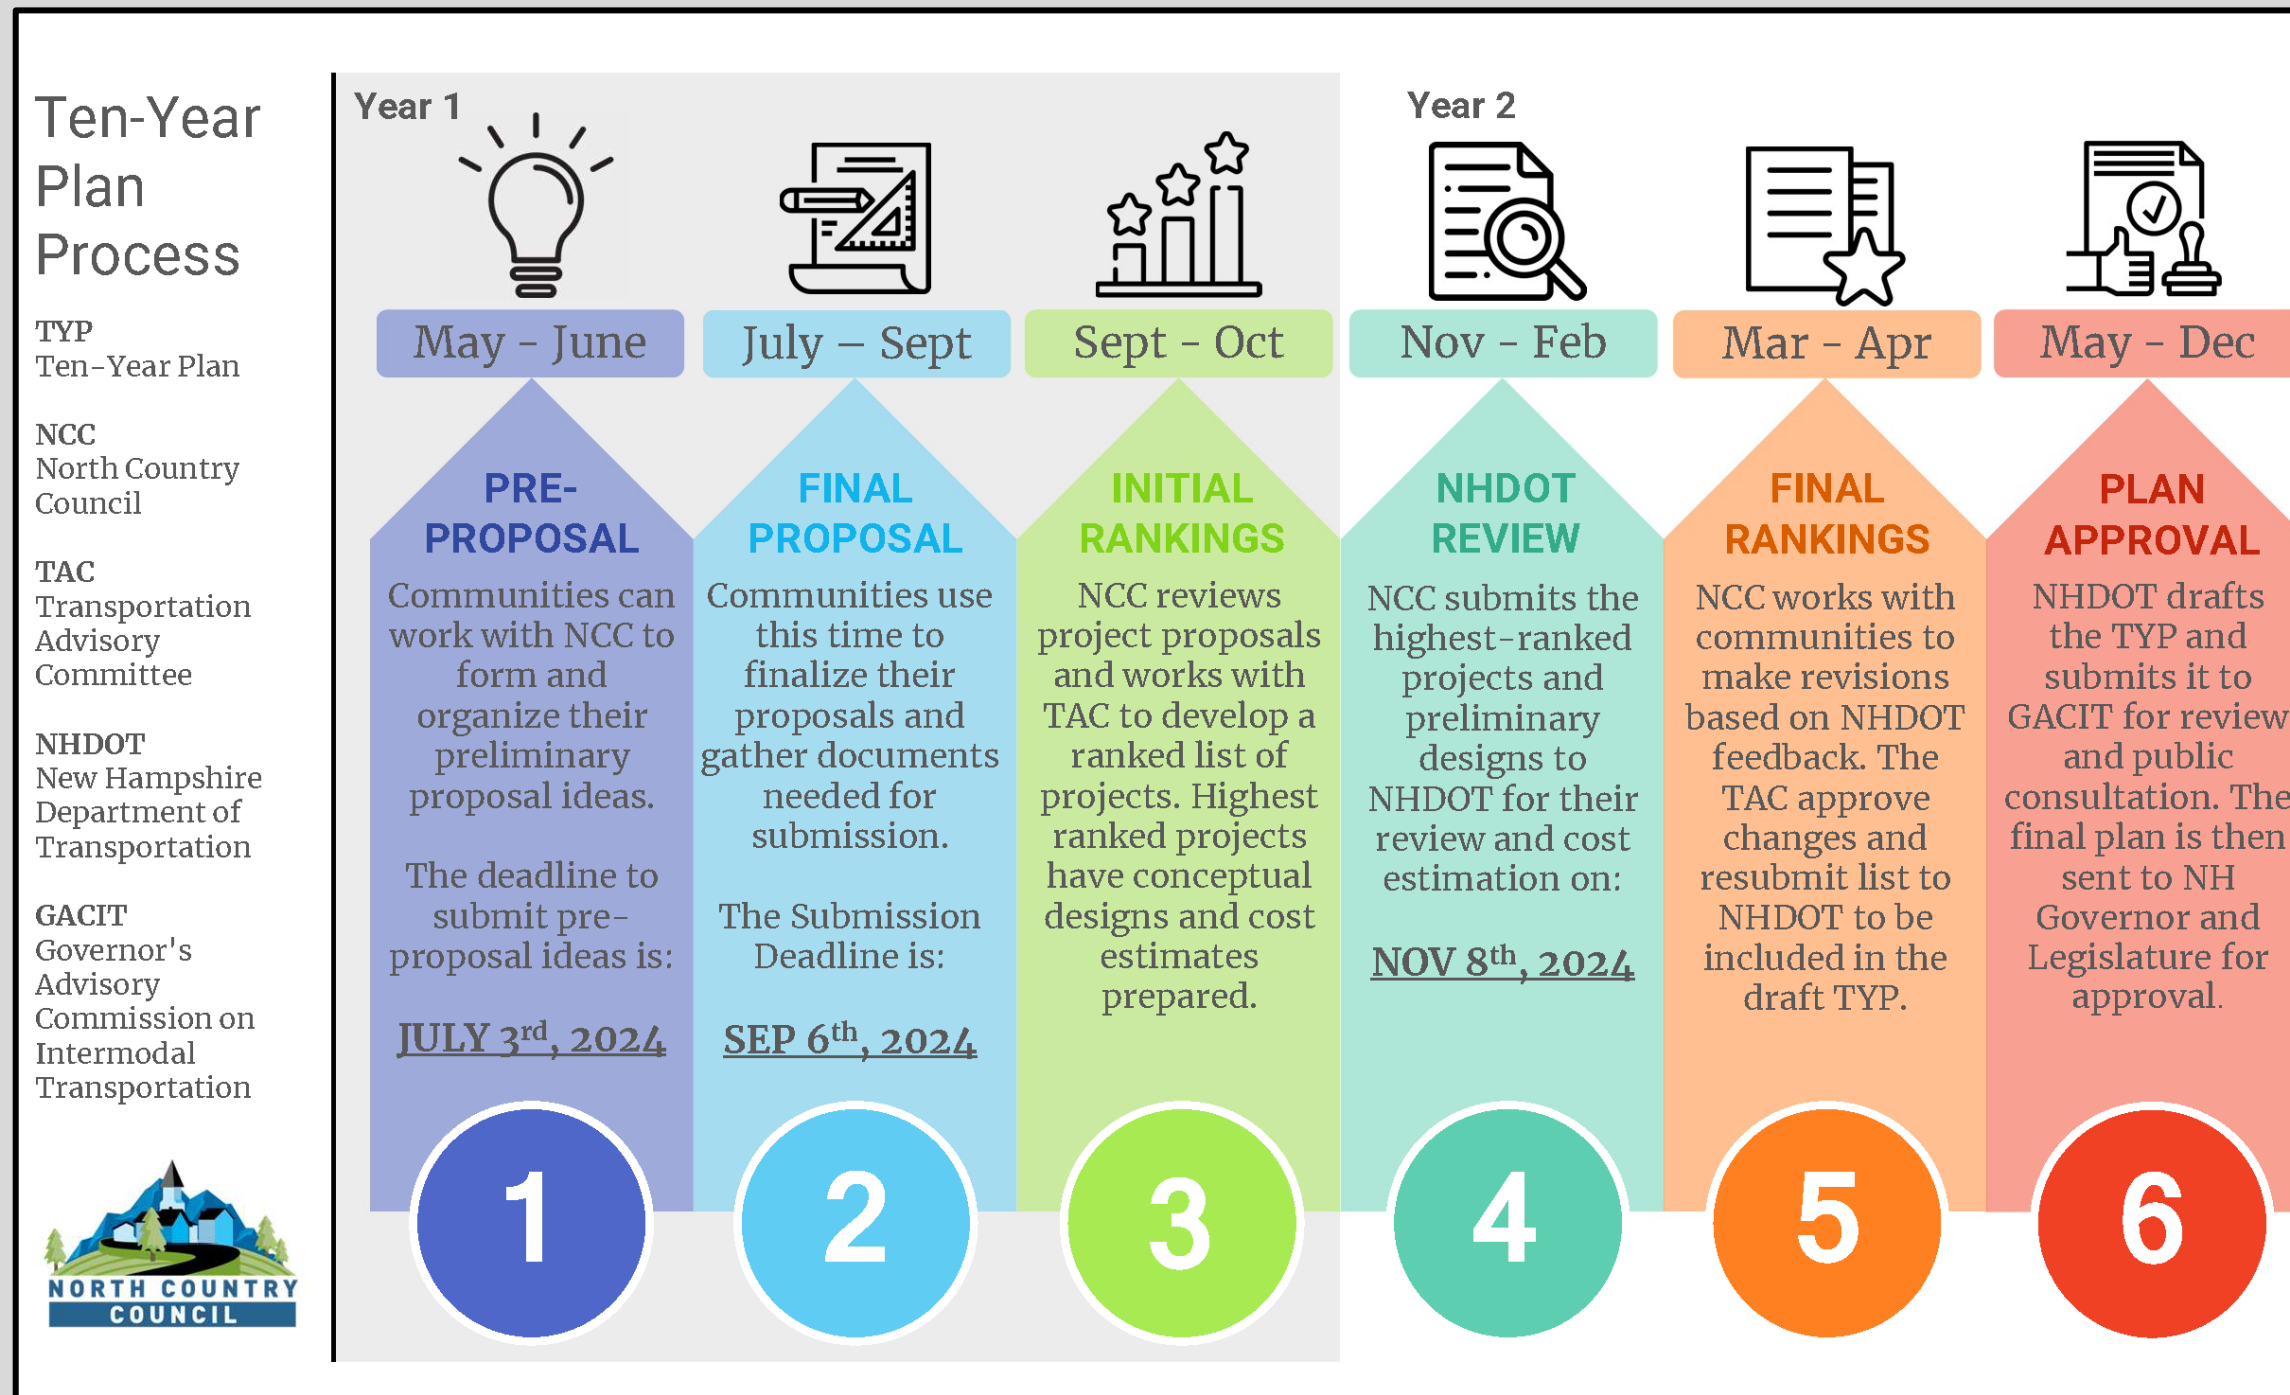 Ten-Year
Plan
Process
TYP
Ten-Year Plan
NCC
North Country
Council
TAC
Transportation
Advisory
Committee
NHDOT
New Hampshire
Department of
Transportation
GACIT
Governor's
Advisory
Commission on
Intermodal
Transportation
NORTH COUNTRY
COUNCIL
Year 1
May - June
PRE-
PROPOSAL
Communities can
work with NCC to
form and
organize their
preliminary
proposal ideas.
The deadline to
submit pre-
proposal ideas is:
JULY 3rd, 2024
1
July – Sept
FINAL
PROPOSAL
Communities use
this time to
finalize their
proposals and
gather documents
needed for
submission.
The Submission
Deadline is:
SEP 6th, 2024
2
Sept - Oct
INITIAL
RANKINGS
NCC reviews
project proposals
and works with
TAC to develop a
ranked list of
projects. Highest
ranked projects
have conceptual
designs and cost
estimates
prepared.
3
Year 2
Nov - Feb
NHDOT
REVIEW
NCC submits the
highest-ranked
projects and
preliminary
designs to
NHDOT for their
review and cost
estimation on:
NOV 8th, 2024
4
Mar - Apr
FINAL
RANKINGS
NCC works with
communities to
make revisions
based on NHDOT
feedback. The
TAC approve
changes and
resubmit list to
NHDOT to be
included in the
draft TYP.
5
May - Dec
PLAN
APPROVAL
NHDOT drafts
the TYP and
submits it to
GACIT for review
and public
consultation. The
final plan is then
sent to NH
Governor and
Legislature for
approval.
6